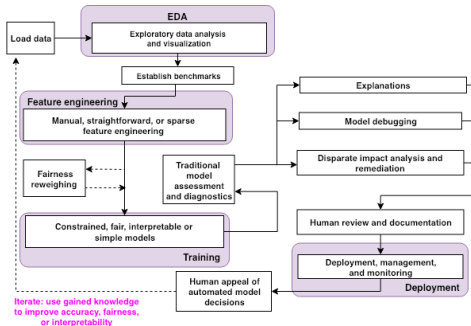 EDA
Load data
Exploratory data analysis
and visualization
Establish benchmarks
Feature engineering
Manual, straightforward, or sparse
feature engineering
Explanations
Model debugging
Disparate impact analysis and
remediation
Fairness
reweighing
Traditional
model
assessment
and diagnostics
Human review and documentation
Constrained, fair, interpretable or
simple models
Training
Deployment, management,
and monitoring
Deployment
Human appeal of
automated model
decisions
Iterate: use gained knowledge
to improve accuracy, fairness,
or interpretability